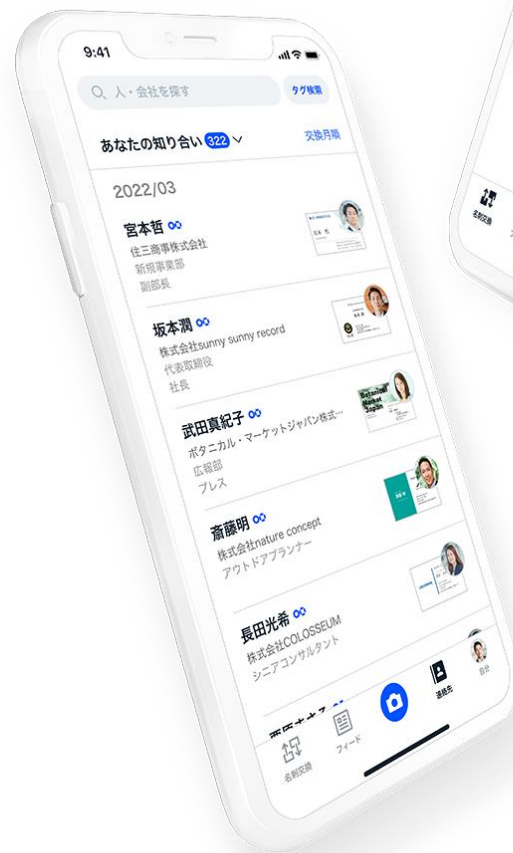 9:41
人・会社を探す
タグ検索
あなたの知り合い 322
交換月順
2022/03
宮本哲
住三商事株式会社
新規事業部
副部長
坂本潤
株式会社sunny sunny record
代表取締役
社長
武田真紀子
ボタニカル・マーケットジャパン株式…
広報部
プレス
Botanical
Market
Japan
斎藤明
株式会社nature concept
アウトドアプランナー
長田光希
株式会社COLOSSEUM
シニアコンサルタント
名刺交換
フィード
連絡先
自分
名刺交換